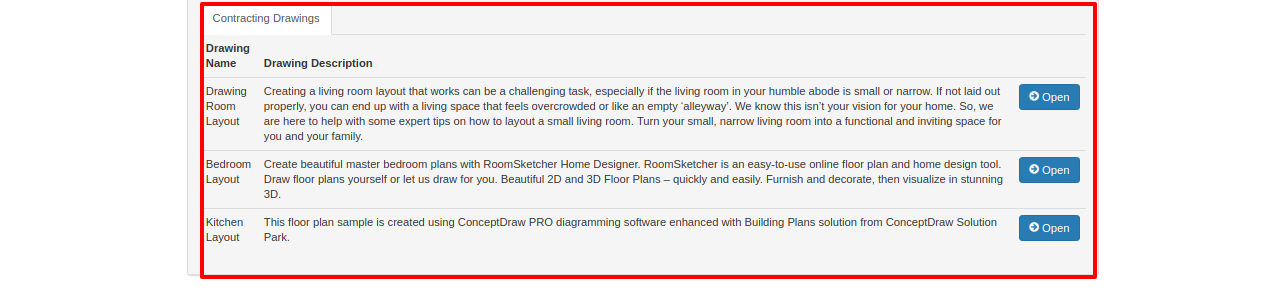 Contracting Drawings
Drawing
Name
Drawing Description
Drawing
Room
Layout
Creating a living room layout that works can be a challenging task, especially if the living room in your humble abode is small or narrow. If not laid out
properly, you can end up with a living space that feels overcrowded or like an empty ‘alleyway’. We know this isn’t your vision for your home. So, we
are here to help with some expert tips on how to layout a small living room. Turn your small, narrow living room into a functional and inviting space for
you and your family.
Open
Bedroom
Layout
Create beautiful master bedroom plans with RoomSketcher Home Designer. RoomSketcher is an easy-to-use online floor plan and home design tool.
Draw floor plans yourself or let us draw for you. Beautiful 2D and 3D Floor Plans – quickly and easily. Furnish and decorate, then visualize in stunning
3D.
Open
Kitchen
Layout
This floor plan sample is created using ConceptDraw PRO diagramming software enhanced with Building Plans solution from ConceptDraw Solution
Park.
Open